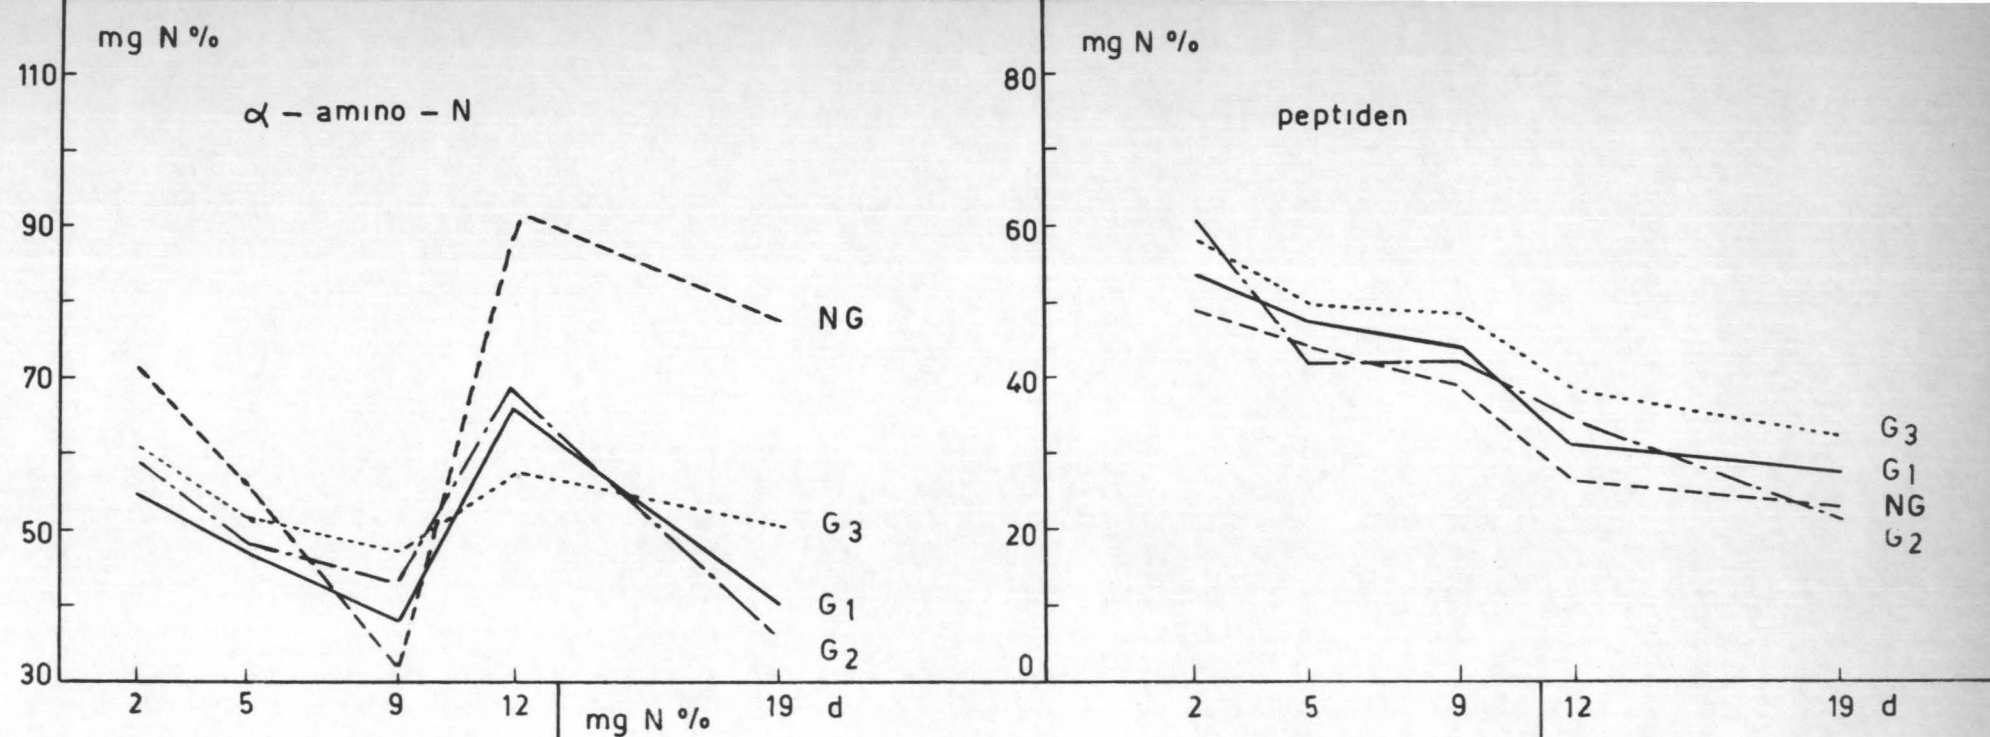 mg N %
110
α – amino – N
90
NG
70
50
G3
G1
G2
30
2 5 9 12 19 d
mg N %
mg N %
80
peptiden
60
40
G3
G1
NG
20
G2
0
2 5 9 12 19 d